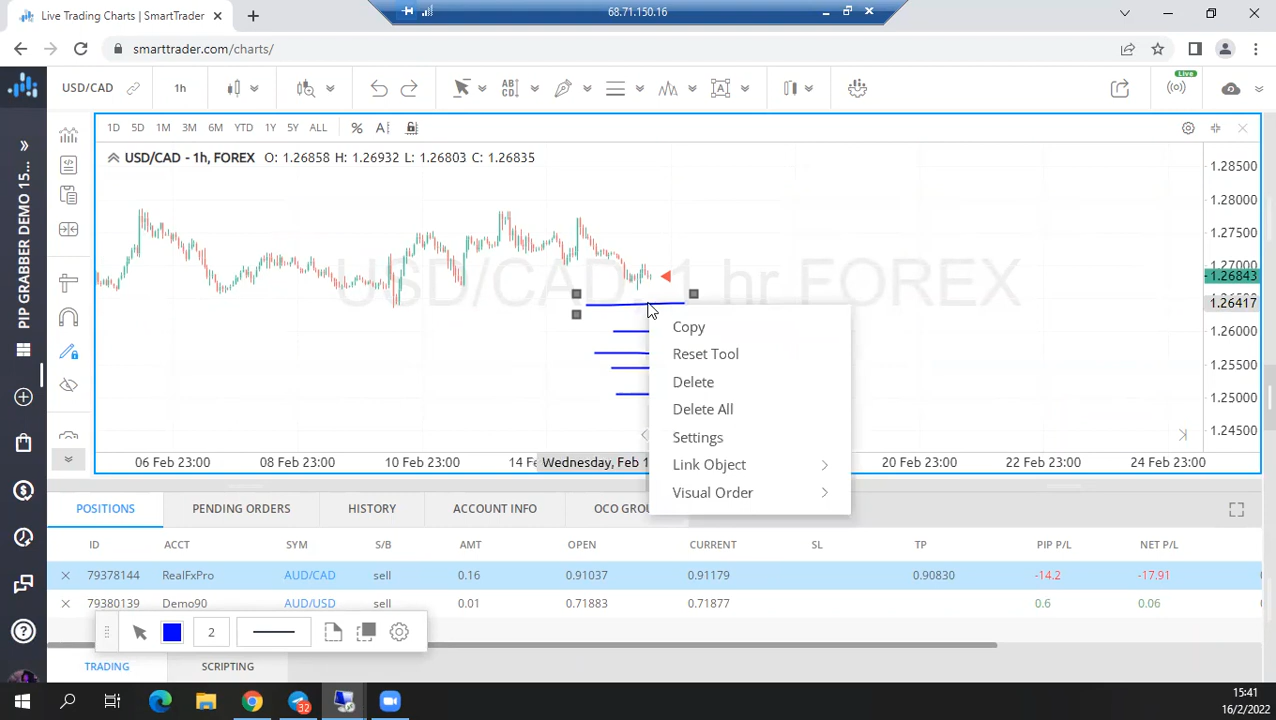 Live Trading Charts | SmartTrader
68.71.150.16
smarttrader.com/charts/
USD/CAD 1h AB CD A Live
1D 5D 1M 3M 6M YTD 1Y 5Y ALL % A
USD/CAD - 1h, FOREX O: 1.26858 H: 1.26932 L: 1.26803 C: 1.26835
USD/CAD, 1 hr FOREX
1.28500
1.28000
1.27500
1.27000
1.26843
1.26417
1.26000
1.25500
1.25000
1.24500
PIP GRABBER DEMO 15...
Copy
Reset Tool
Delete
Delete All
Settings
Link Object
Visual Order
06 Feb 23:00 08 Feb 23:00 10 Feb 23:00 14 F Wednesday, Feb 1 20 Feb 23:00 22 Feb 23:00 24 Feb 23:00
POSITIONS PENDING ORDERS HISTORY ACCOUNT INFO OCO GROU
ID ACCT SYM S/B AMT OPEN CURRENT SL TP PIP P/L NET P/L
79378144 RealFxPro AUD/CAD sell 0.16 0.91037 0.91179 0.90830 -14.2 -17.91
79380139 Demo90 AUD/USD sell 0.01 0.71883 0.71877 0.6 0.06
2
TRADING SCRIPTING
32
15:41
16/2/2022